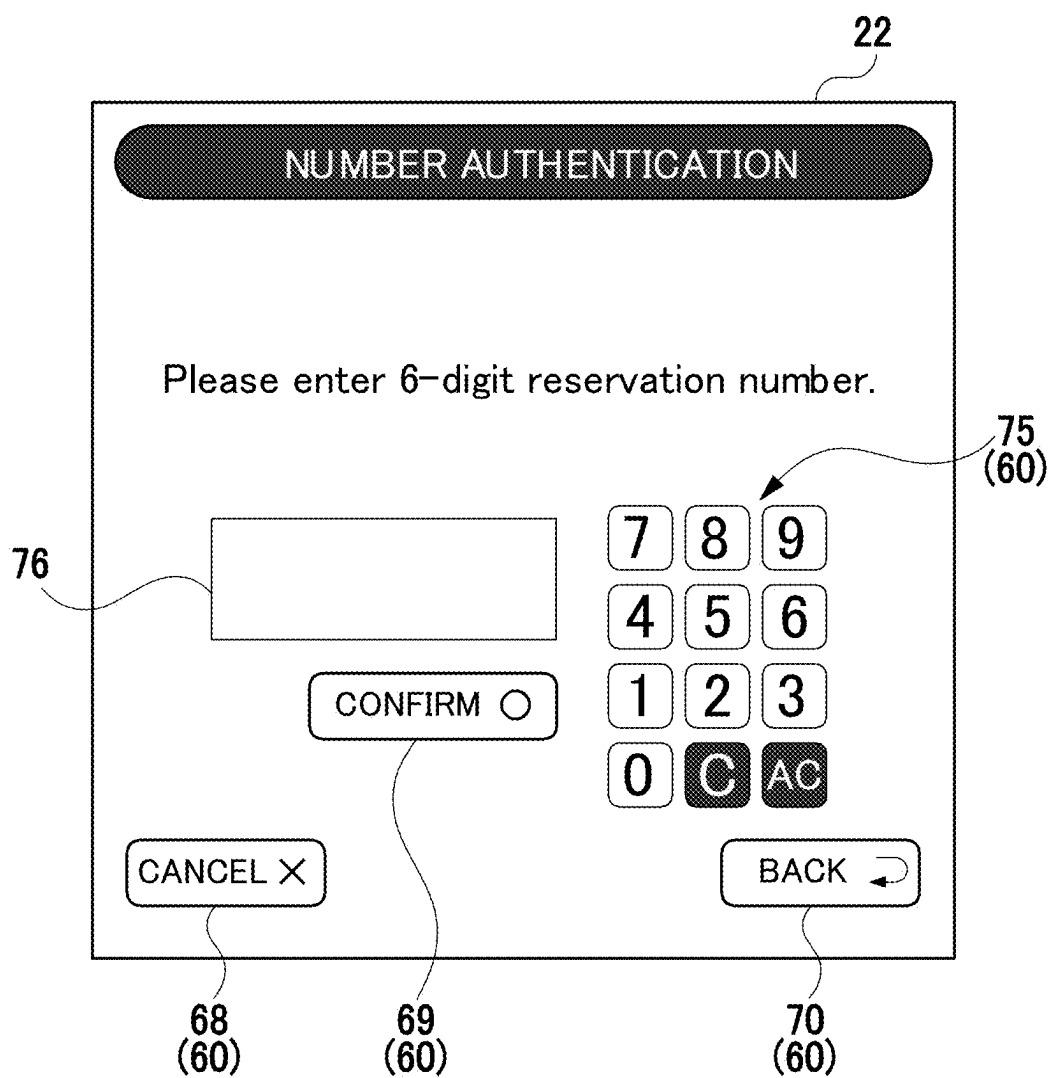 22
NUMBER AUTHENTICATION
Please enter 6-digit reservation number.
75
(60)
76
7 8 9
4 5 6
CONFIRM ○
1 2 3
0 C AC
CANCEL ×
BACK
68
(60)
69
(60)
70
(60)